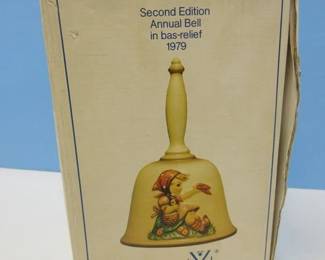 Second Edition
Annual Bell
in bas-relief
1979